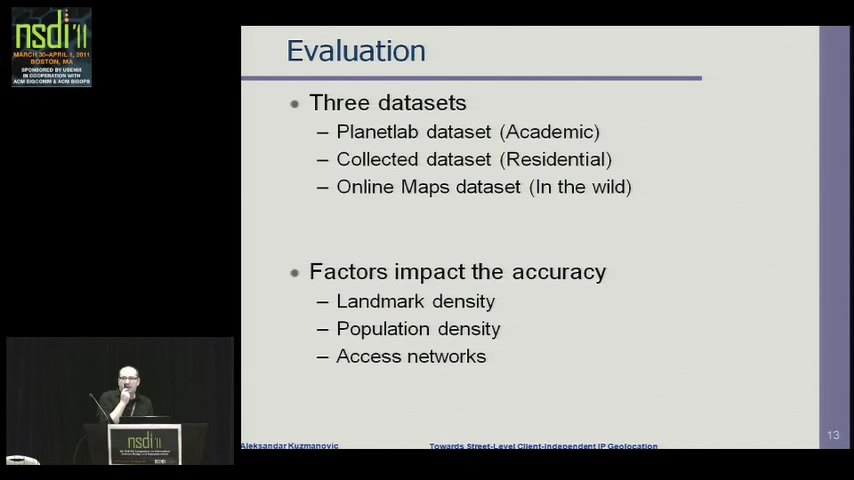 nsdi'11
MARCH 30–APRIL 1, 2011
BOSTON, MA
SPONSORED BY USENIX
IN COOPERATION WITH
ACM SIGCOMM & ACM SIGOPS
Evaluation
Three datasets
– Planetlab dataset (Academic)
– Collected dataset (Residential)
– Online Maps dataset (In the wild)
Factors impact the accuracy
– Landmark density
– Population density
– Access networks
nsdi'11
Aleksandar Kuzmanovic
Towards Street-Level Client-Independent IP Geolocation
13